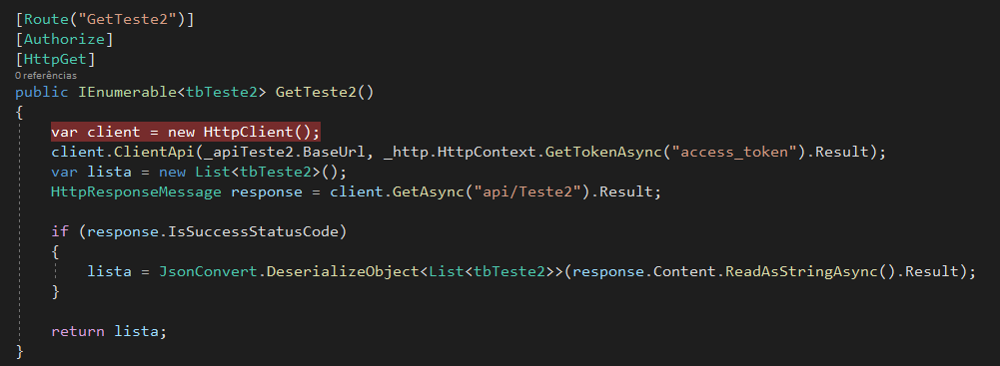 [Route("GetTeste2")]
[Authorize]
[HttpGet]
0 referências
public IEnumerable<tbTeste2> GetTeste2()
{
var client = new HttpClient();
client.ClientApi(_apiTeste2.BaseUrl, _http.HttpContext.GetTokenAsync("access_token").Result);
var lista = new List<tbTeste2>();
HttpResponseMessage response = client.GetAsync("api/Teste2").Result;
if (response.IsSuccessStatusCode)
{
lista = JsonConvert.DeserializeObject<List<tbTeste2>>(response.Content.ReadAsStringAsync().Result);
}
return lista;
}